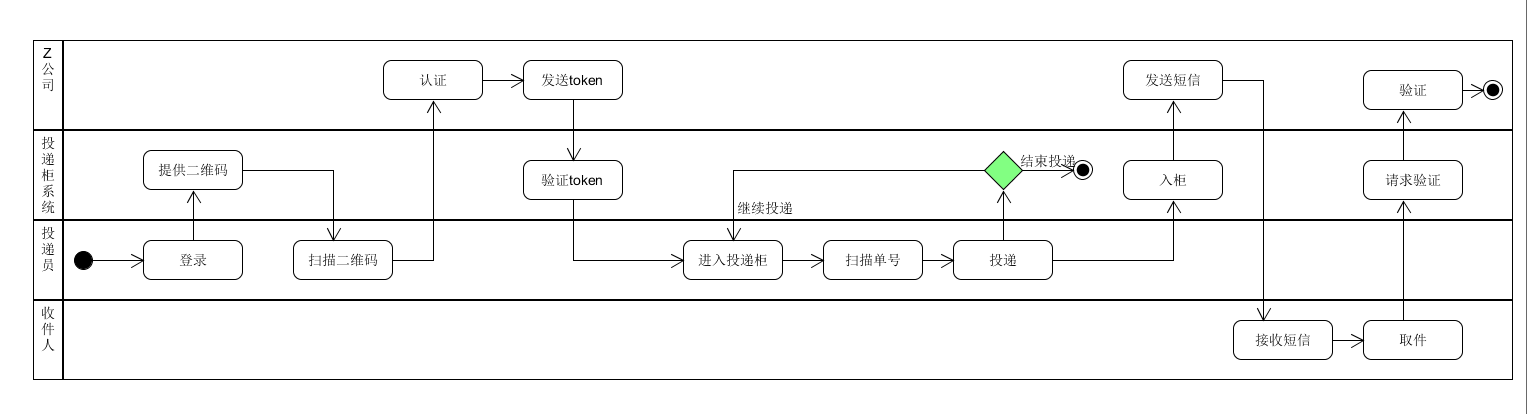 Z公司
认证
发送token
发送短信
验证
投递柜系统
提供二维码
验证token
结束投递
入柜
请求验证
继续投递
投递员
登录
扫描二维码
进入投递柜
扫描单号
投递
收件人
接收短信
取件